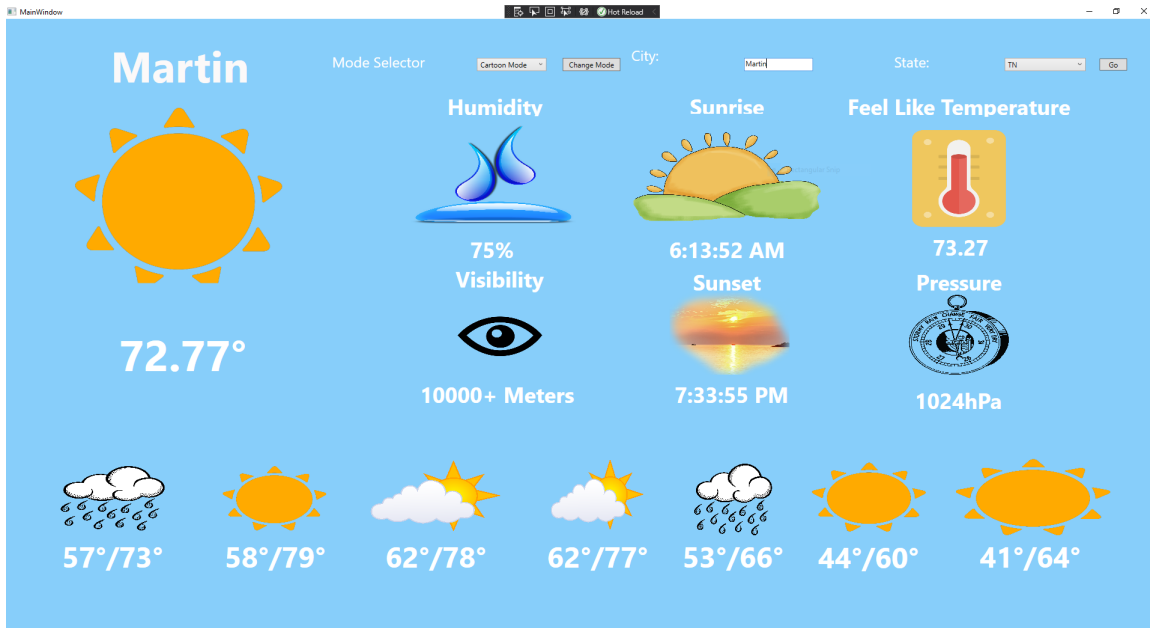 MainWindow
Hot Reload
Martin
Mode Selector
Cartoon Mode
Change Mode
City:
Martin
State:
TN
Go
Humidity
Sunrise
Feel Like Temperature
75%
6:13:52 AM
73.27
Visibility
Sunset
Pressure
72.77°
10000+ Meters
7:33:55 PM
1024hPa
57°/73°
58°/79°
62°/78°
62°/77°
53°/66°
44°/60°
41°/64°